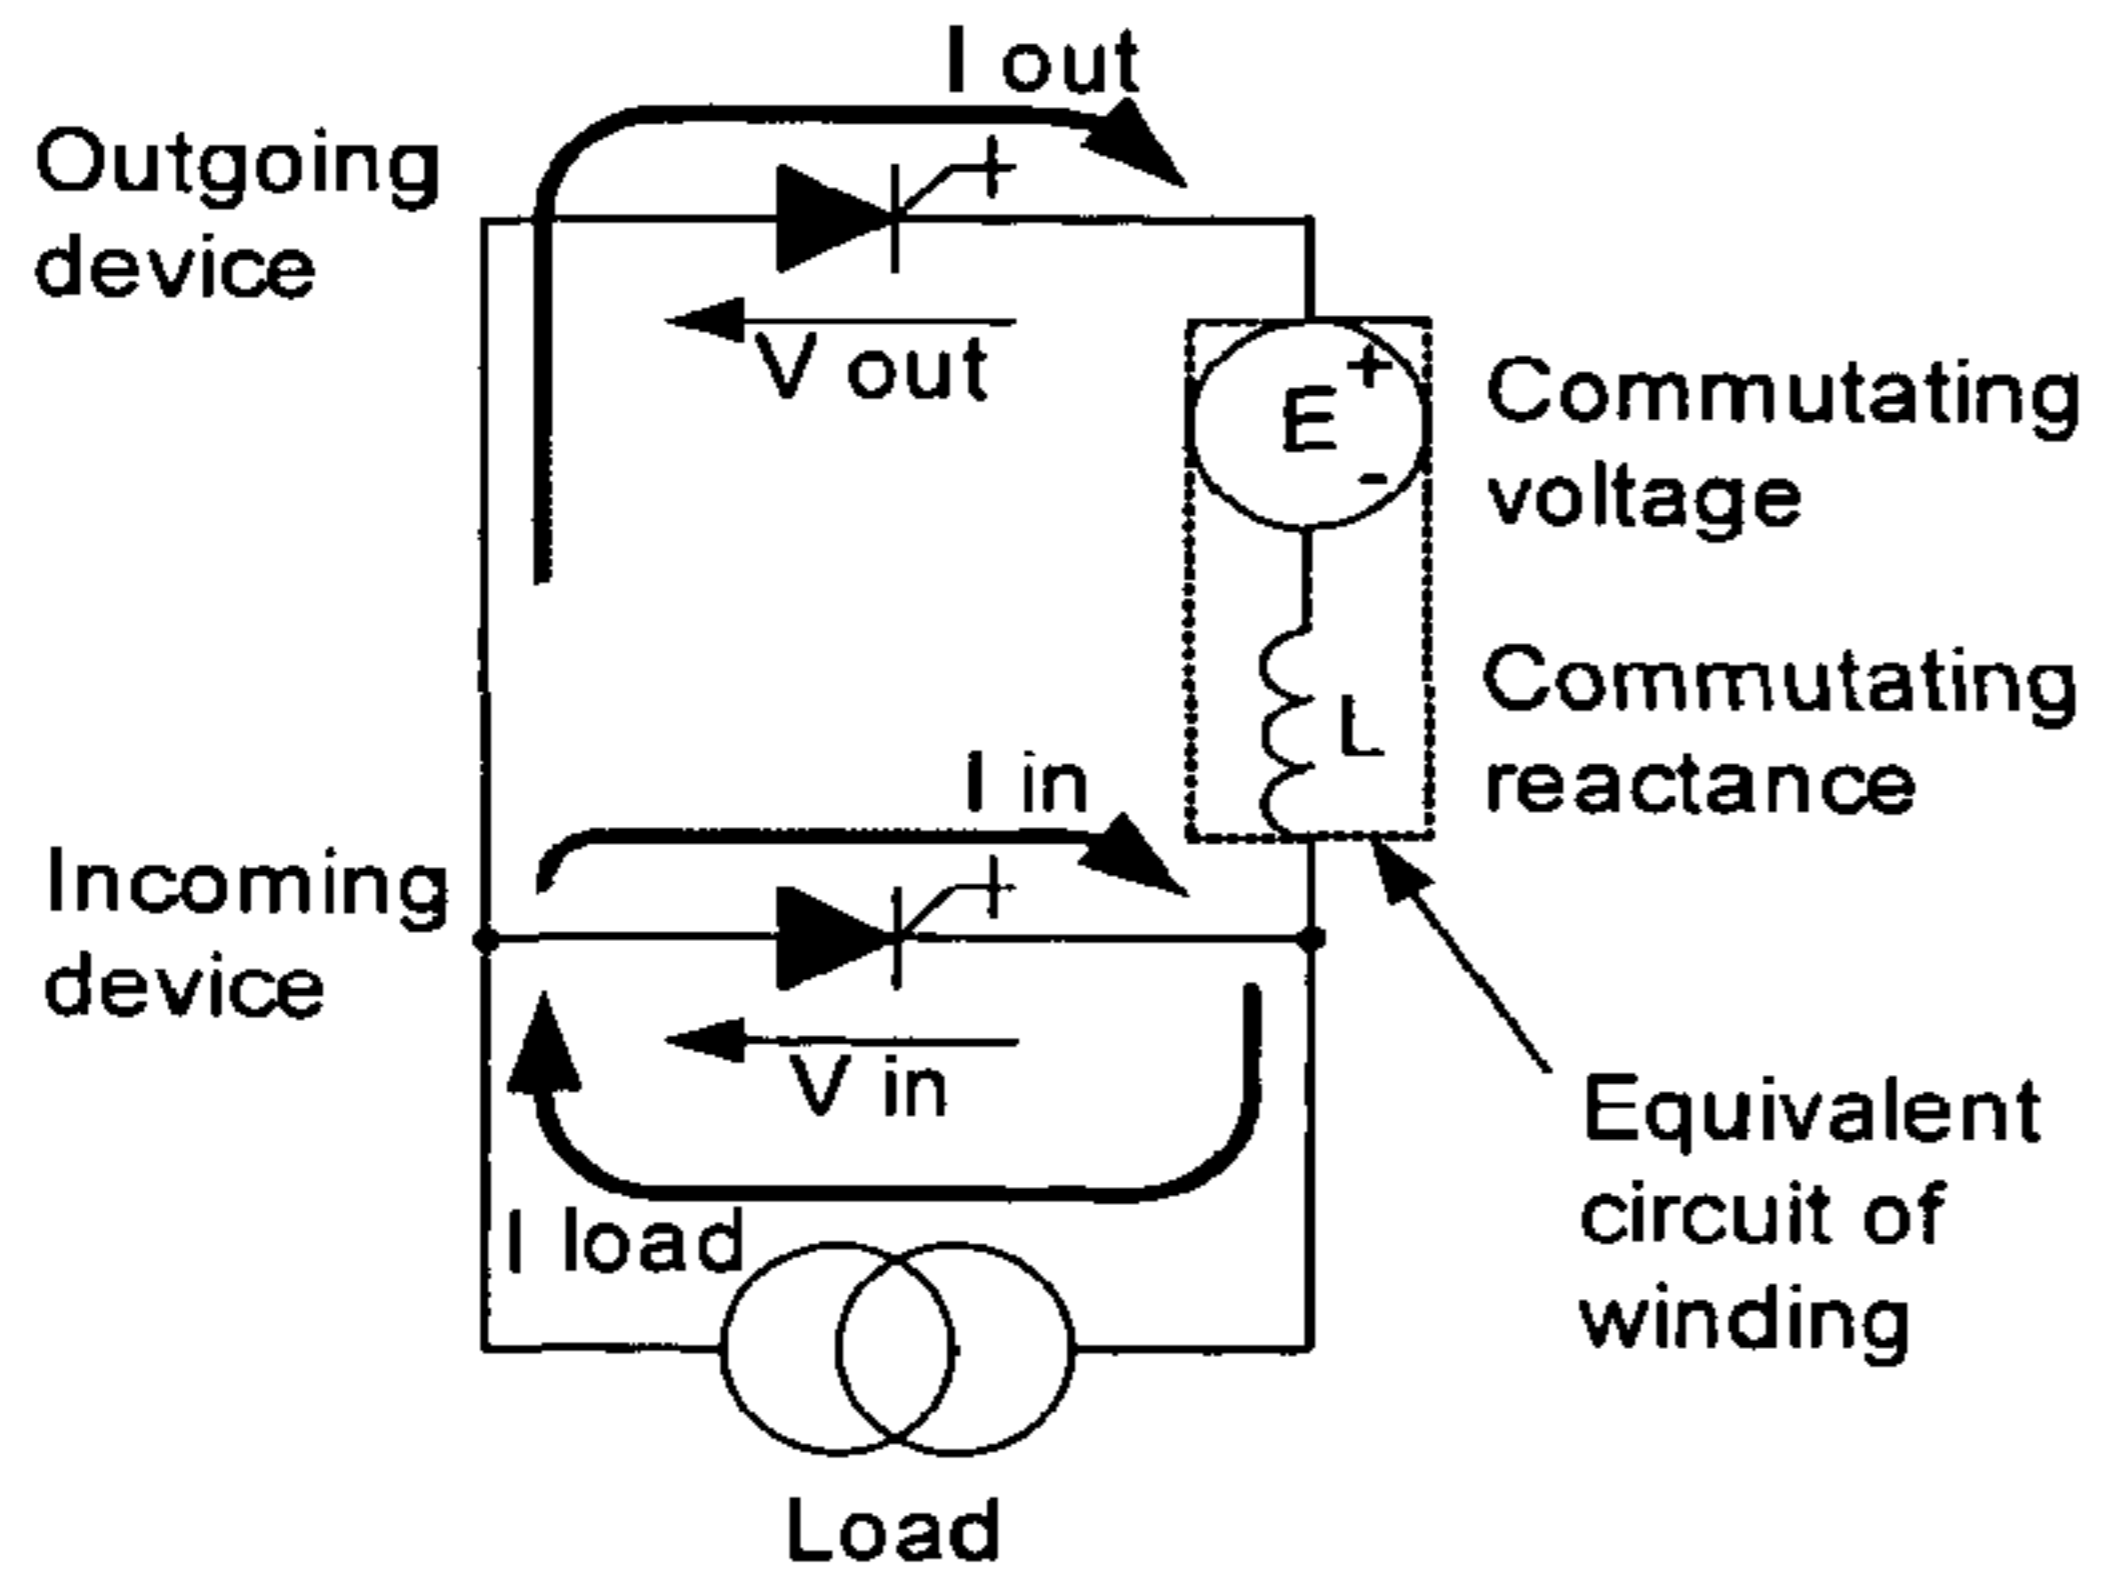 I out
Outgoing
device
V out
E
+
-
Commutating
voltage
L
Commutating
reactance
I in
Incoming
device
V in
I load
Equivalent
circuit of
winding
Load